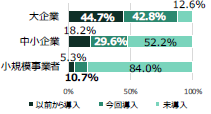 12.6%
大企業 44.7% 42.8%
18.2%
中小企業 29.6% 52.2%
5.3%
小規模事業者 84.0%
10.7%
0% 50% 100%
■以前から導入 ■今回導入 ■未導入